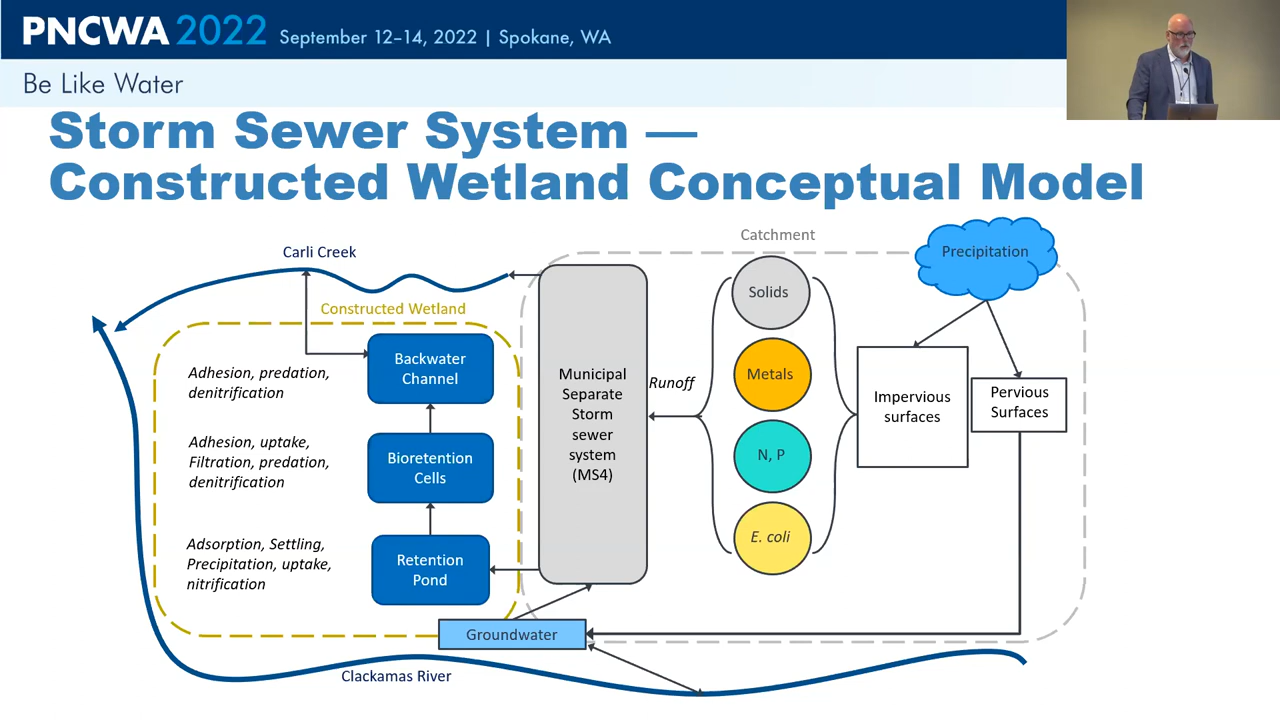 PNCWA 2022 September 12–14, 2022 | Spokane, WA
Be Like Water
Storm Sewer System —
Constructed Wetland Conceptual Model
Catchment
Precipitation
Carli Creek
Solids
Constructed Wetland
Backwater
Channel
Adhesion, predation,
denitrification
Municipal
Separate
Storm
sewer
system
(MS4)
Runoff
Metals
Impervious
surfaces
Pervious
Surfaces
Adhesion, uptake,
Filtration, predation,
denitrification
Bioretention
Cells
N, P
Adsorption, Settling,
Precipitation, uptake,
nitrification
Retention
Pond
E. coli
Groundwater
Clackamas River